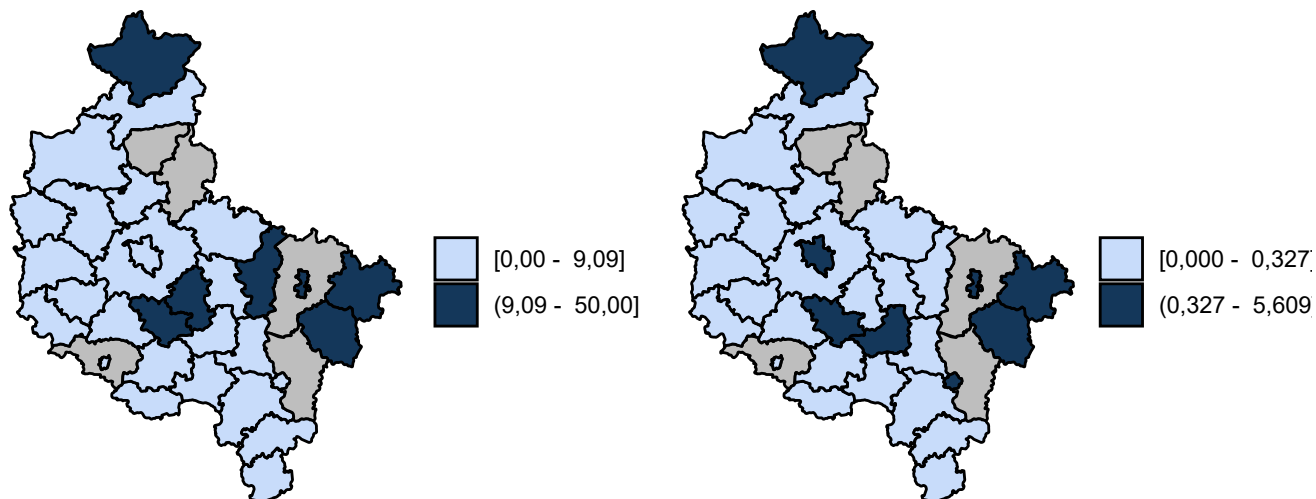 [0,00 - 9,09]
(9,09 - 50,00]
[0,000 - 0,327]
(0,327 - 5,609]